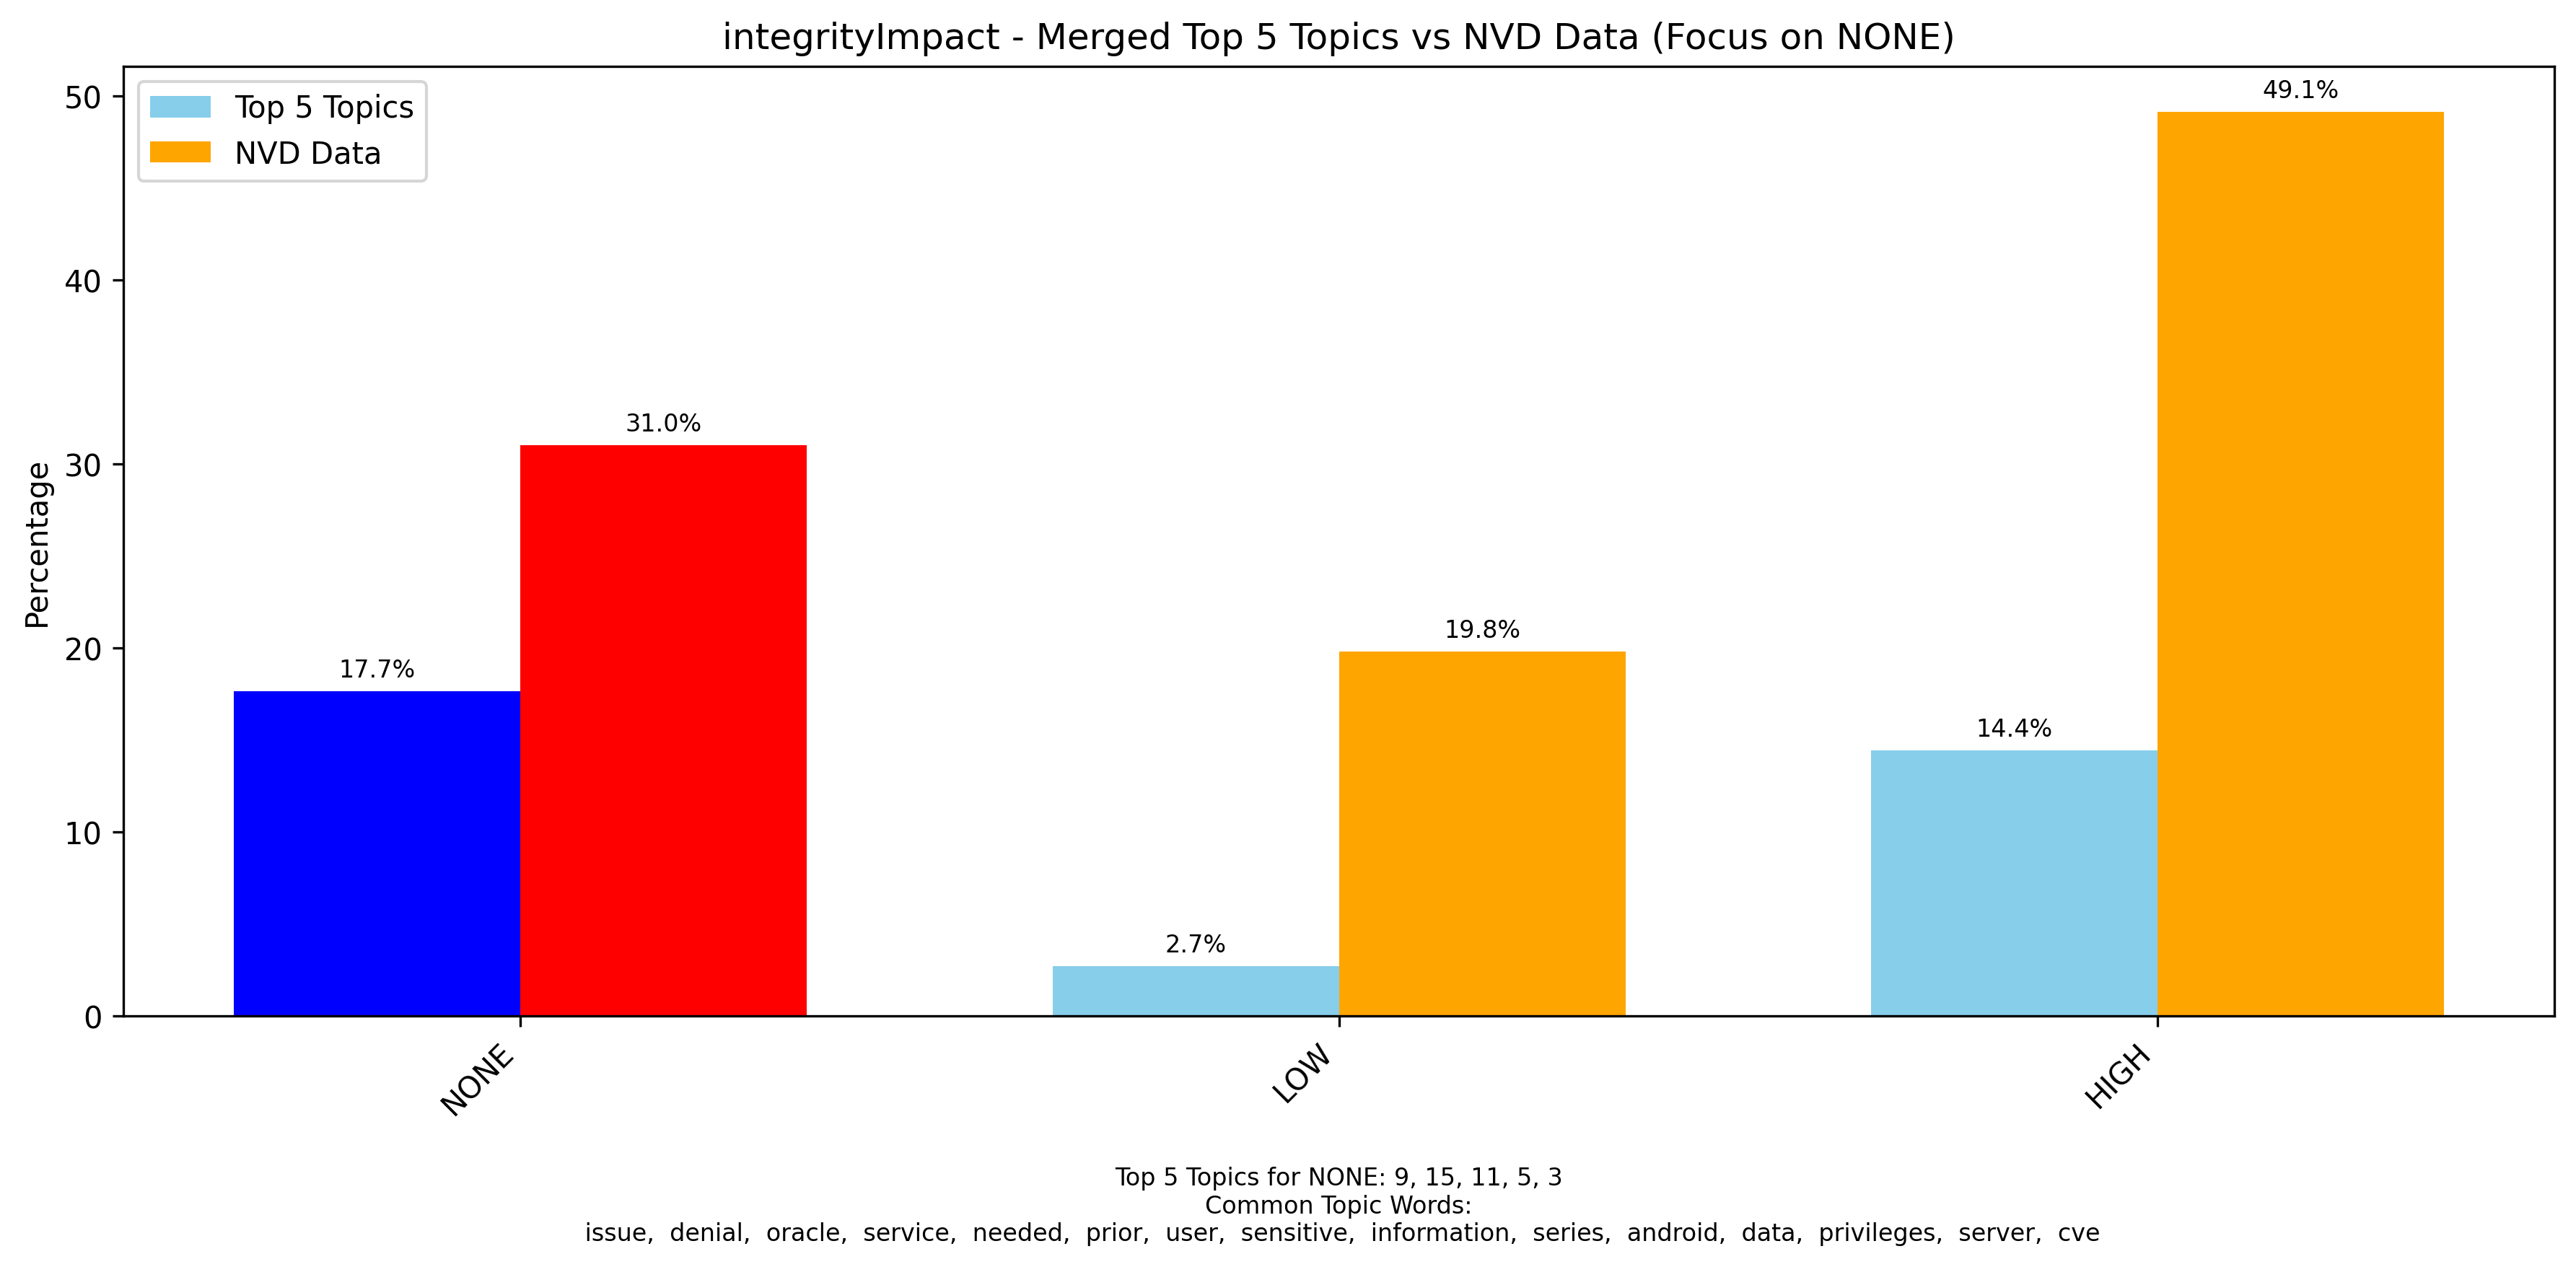 integrityImpact - Merged Top 5 Topics vs NVD Data (Focus on NONE)
Top 5 Topics
NVD Data
Percentage
50
40
30
20
10
0
17.7%
31.0%
2.7%
19.8%
14.4%
49.1%
NONE
LOW
HIGH
Top 5 Topics for NONE: 9, 15, 11, 5, 3
Common Topic Words:
issue, denial, oracle, service, needed, prior, user, sensitive, information, series, android, data, privileges, server, cve